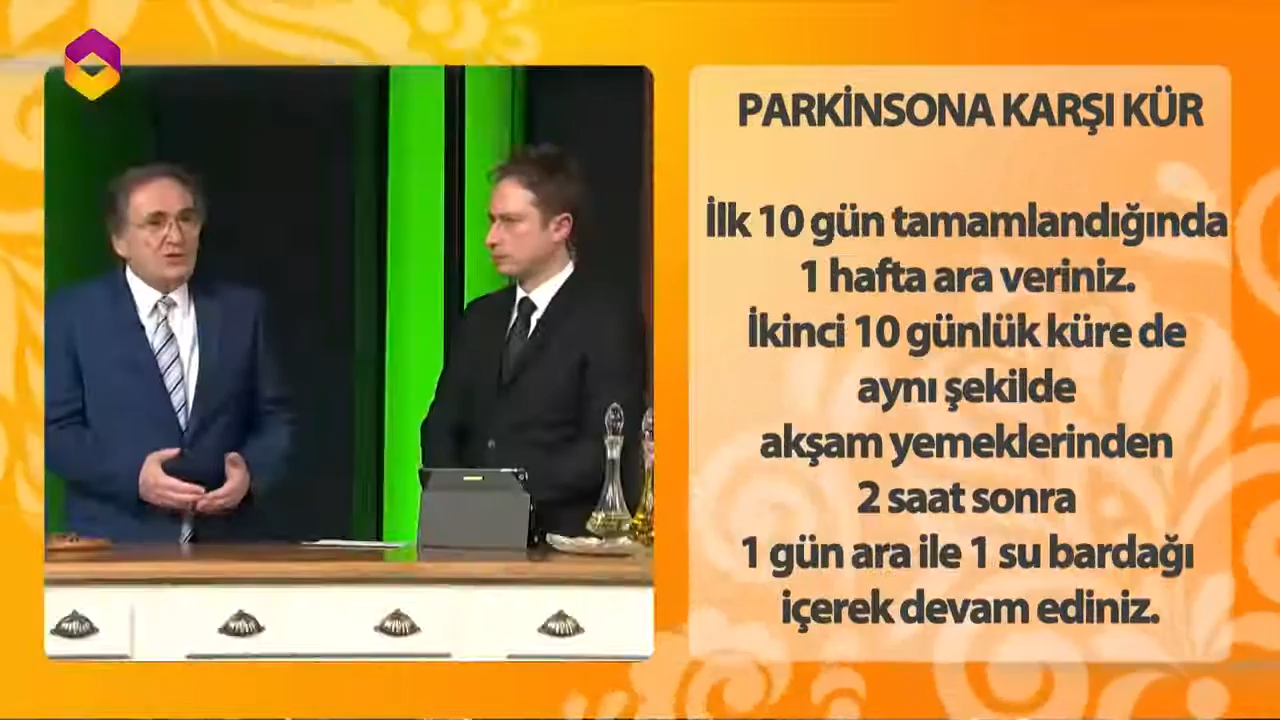 PARKİNSONA KARŞI KÜR
İlk 10 gün tamamlandığında
1 hafta ara veriniz.
İkinci 10 günlük küre de
aynı şekilde
akşam yemeklerinden
2 saat sonra
1 gün ara ile 1 su bardağı
içerek devam ediniz.